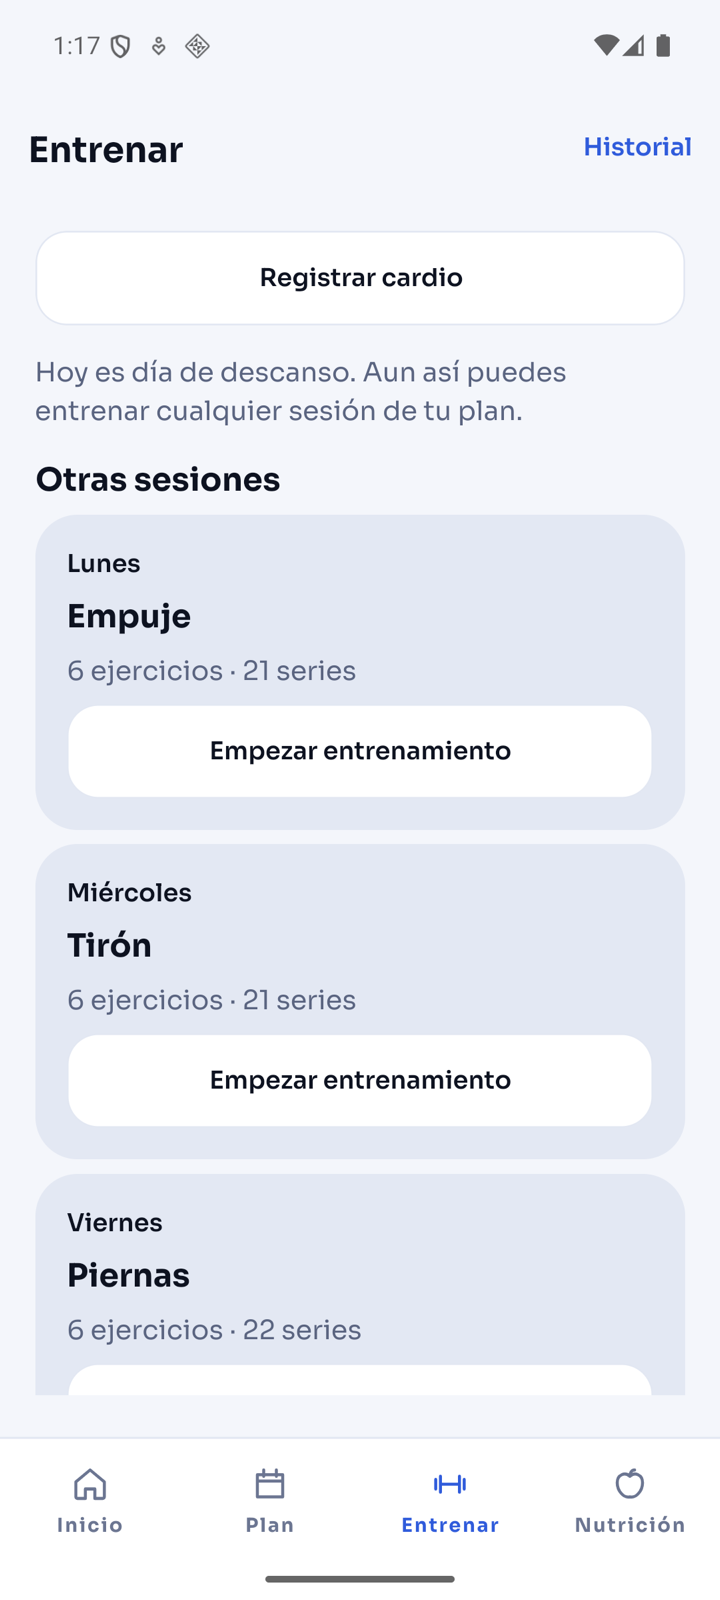 1:17
Entrenar
Historial
Registrar cardio
Hoy es día de descanso. Aun así puedes
entrenar cualquier sesión de tu plan.
Otras sesiones
Lunes
Empuje
6 ejercicios · 21 series
Empezar entrenamiento
Miércoles
Tirón
6 ejercicios · 21 series
Empezar entrenamiento
Viernes
Piernas
6 ejercicios · 22 series
Inicio
Plan
Entrenar
Nutrición